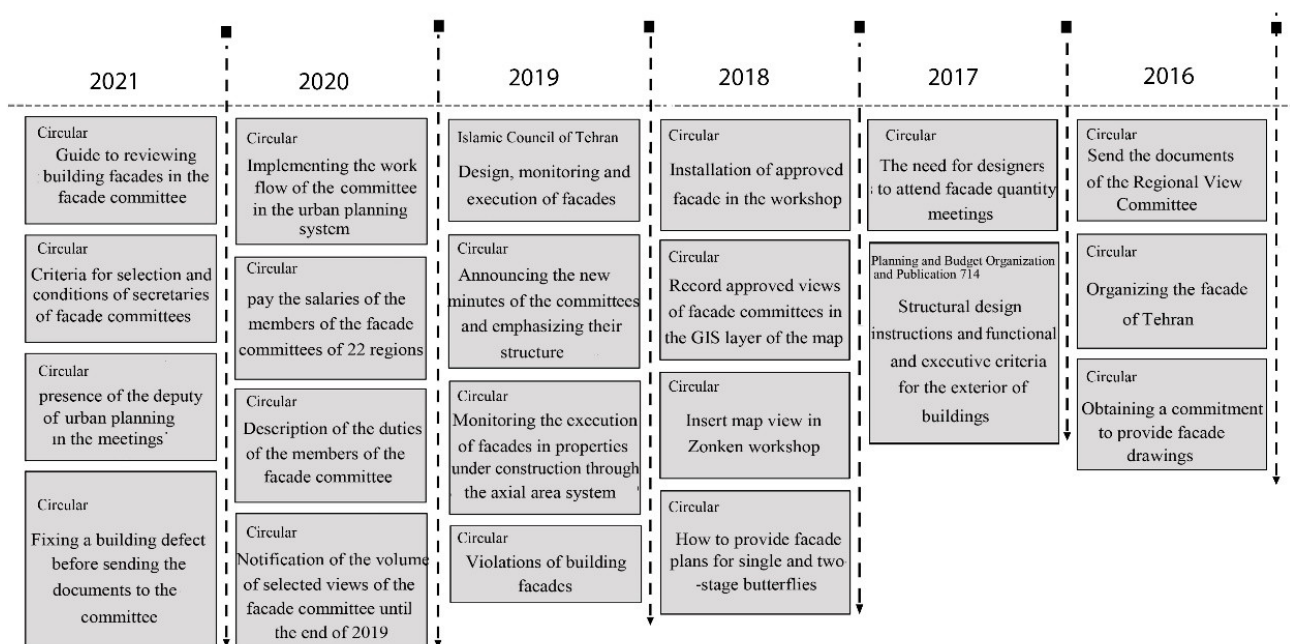 2021
2020
2019
2018
2017
2016
Circular
Guide to reviewing
building facades in the
facade committee
Circular
Criteria for selection and
conditions of secretaries
of facade committees
Circular
presence of the deputy
of urban planning
in the meetings
Circular
Fixing a building defect
before sending the
documents to the
committee
Circular
Implementing the work
flow of the committee
in the urban planning
system
Circular
pay the salaries of the
members of the facade
committees of 22 regions
Circular
Description of the duties
of the members of the
facade committee
Circular
Notification of the volume
of selected views of the
facade committee until
the end of 2019
Islamic Council of Tehran
Design, monitoring and
execution of facades
Circular
Announcing the new
minutes of the committees
and emphasizing their
structure
Circular
Monitoring the execution
of facades in properties
under construction through
the axial area system
Circular
Violations of building
facades
Circular
Installation of approved
facade in the workshop
Circular
Record approved views
of facade committees in
the GIS layer of the map
Circular
Insert map view in
Zonken workshop
Circular
How to provide facade
plans for single and two
-stage butterflies
Circular
The need for designers
s to attend facade quantity
meetings
Planning and Budget Organization
and Publication 714
Structural design
instructions and functional
and executive criteria
for the exterior of
buildings
Circular
Send the documents
of the Regional View
Committee
Circular
Organizing the facade
of Tehran
Circular
Obtaining a commitment
to provide facade
drawings